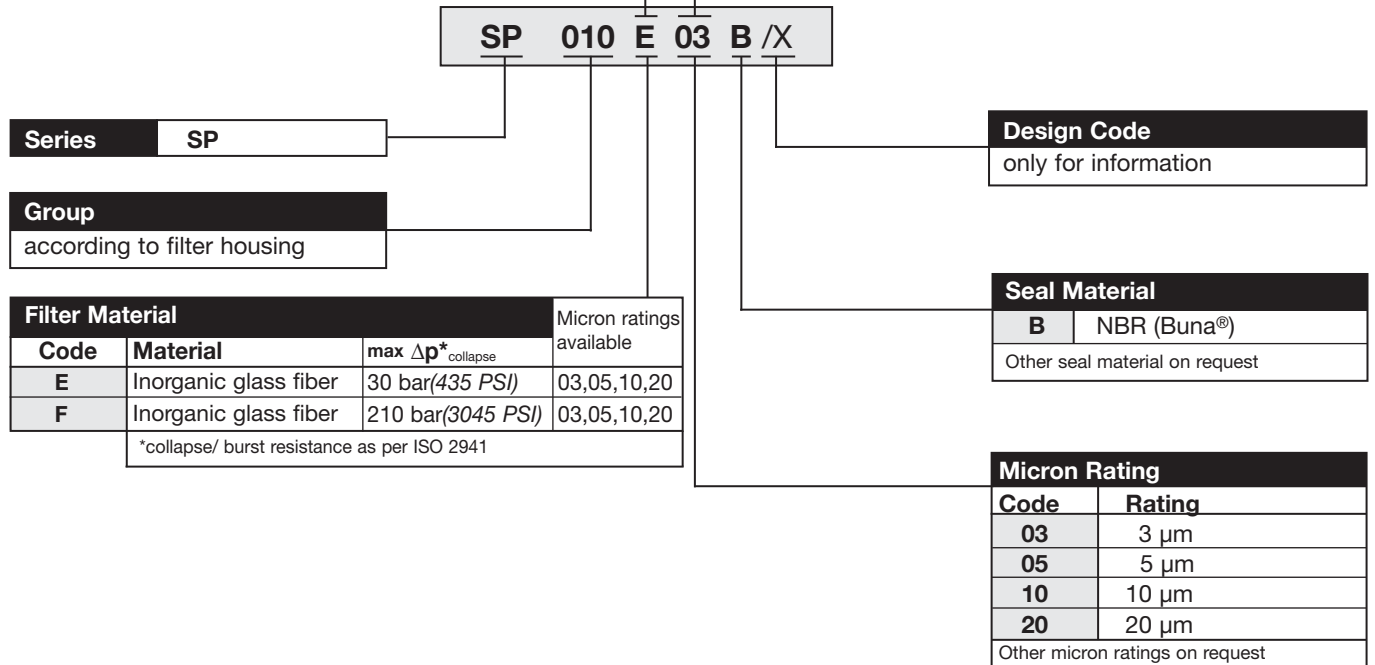 SP 010 E 03 B /X
Series SP
Group
according to filter housing
Filter Material Micron ratings available
Code Material max Δp*collapse
E Inorganic glass fiber 30 bar(435 PSI) 03,05,10,20
F Inorganic glass fiber 210 bar(3045 PSI) 03,05,10,20
*collapse/ burst resistance as per ISO 2941
Design Code
only for information
Seal Material
B NBR (Buna®)
Other seal material on request
Micron Rating
Code Rating
03 3 µm
05 5 µm
10 10 µm
20 20 µm
Other micron ratings on request